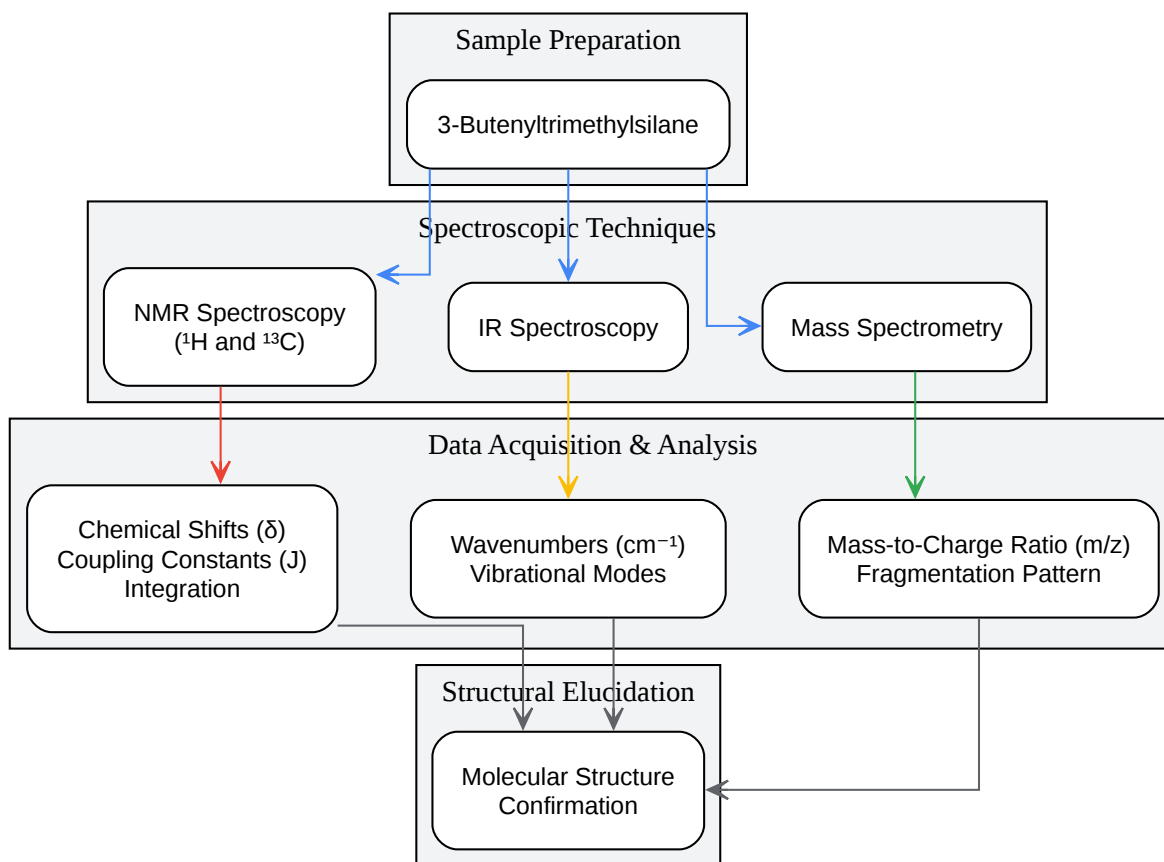 Sample Preparation
3-Butenyltrimethylsilane
Spectroscopic Techniques
NMR Spectroscopy
(¹H and ¹³C)
IR Spectroscopy
Mass Spectrometry
Data Acquisition & Analysis
Chemical Shifts (δ)
Coupling Constants (J)
Integration
Wavenumbers (cm⁻¹)
Vibrational Modes
Mass-to-Charge Ratio (m/z)
Fragmentation Pattern
Structural Elucidation
Molecular Structure
Confirmation